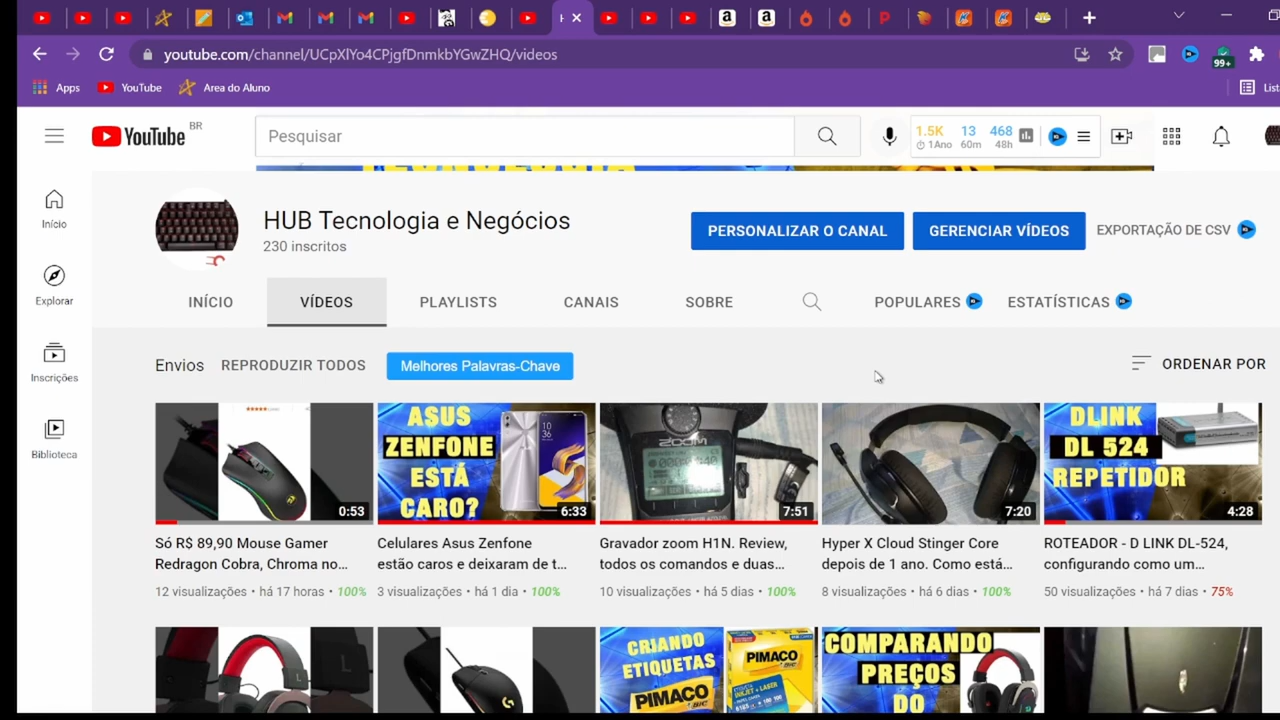 youtube.com/channel/UCpXlYo4CPjgfDnmkbYGwZHQ/videos
99+
Apps
YouTube
Area do Aluno
List
YouTube BR
Pesquisar
1.5K 13 468
1Ano 60m 48h
HUB Tecnologia e Negócios
230 inscritos
PERSONALIZAR O CANAL
GERENCIAR VÍDEOS
EXPORTAÇÃO DE CSV
Início
Explorar
Inscrições
Biblioteca
INÍCIO
VÍDEOS
PLAYLISTS
CANAIS
SOBRE
POPULARES
ESTATÍSTICAS
Envios
REPRODUZIR TODOS
Melhores Palavras-Chave
ORDENAR POR
0:53
ASUS
ZENFONE
ESTÁ
CARO?
6:33
ZOOM
7:51
7:20
DLINK
DL 524
REPETIDOR
4:28
Só R$ 89,90 Mouse Gamer
Redragon Cobra, Chroma no...
12 visualizações • há 17 horas • 100%
Celulares Asus Zenfone
estão caros e deixaram de t...
3 visualizações • há 1 dia • 100%
Gravador zoom H1N. Review,
todos os comandos e duas...
10 visualizações • há 5 dias • 100%
Hyper X Cloud Stinger Core
depois de 1 ano. Como está...
8 visualizações • há 6 dias • 100%
ROTEADOR - D LINK DL-524,
configurando como um...
50 visualizações • há 7 dias • 75%
L
CRIANDO
ETIQUETAS
PIMACO
PIMACO
COMPARANDO
PREÇOS
DO